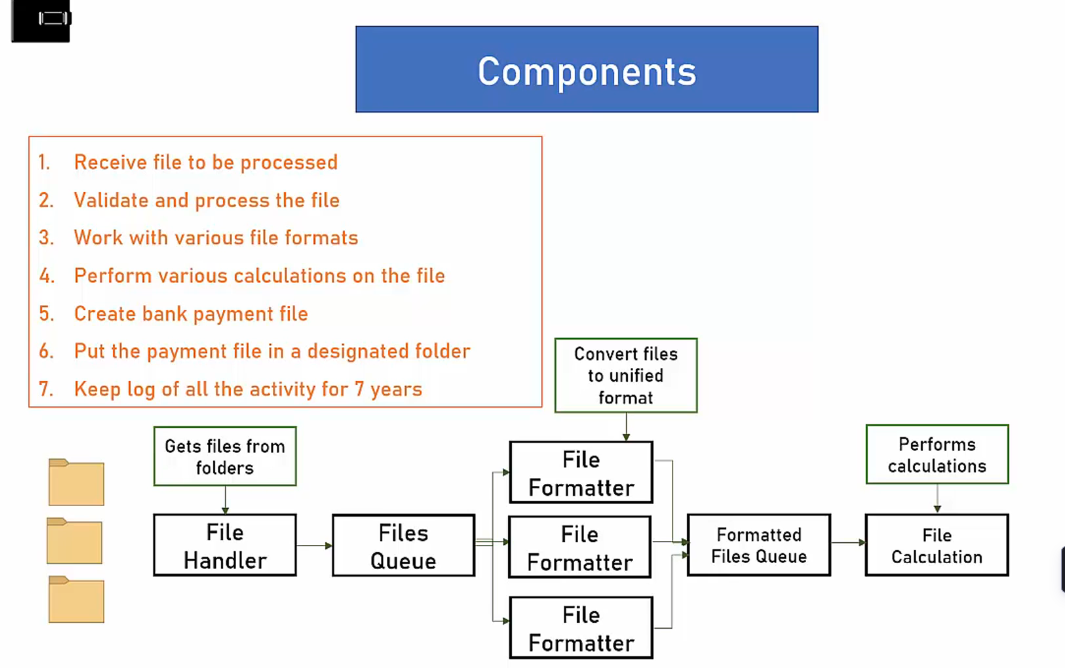 Components
1. Receive file to be processed
2. Validate and process the file
3. Work with various file formats
4. Perform various calculations on the file
5. Create bank payment file
6. Put the payment file in a designated folder
7. Keep log of all the activity for 7 years
Convert files
to unified
format
Gets files from
folders
Performs
calculations
File
Handler
Files
Queue
File
Formatter
File
Formatter
File
Formatter
Formatted
Files Queue
File
Calculation